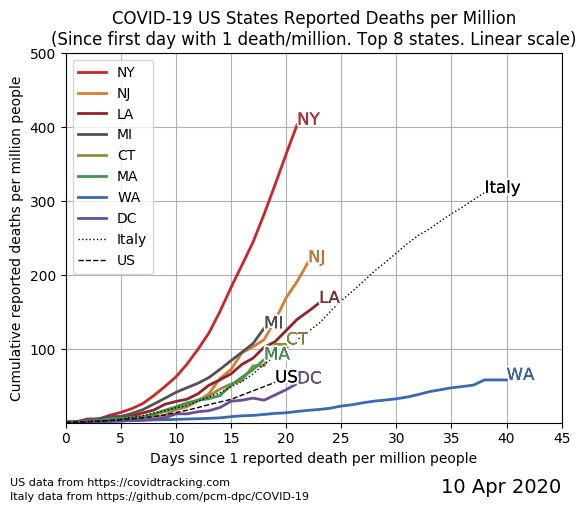 COVID-19 US States Reported Deaths per Million
(Since first day with 1 death/million. Top 8 states. Linear scale)
Cumulative reported deaths per million people
500
400
300
200
100
NY
NJ
LA
MI
CT
MA
WA
DC
Italy
US
NY
Italy
NJ
LA
MI
CT
MA
US
DC
WA
0
5
10
15
20
25
30
35
40
45
Days since 1 reported death per million people
US data from https://covidtracking.com
Italy data from https://github.com/pcm-dpc/COVID-19
10 Apr 2020